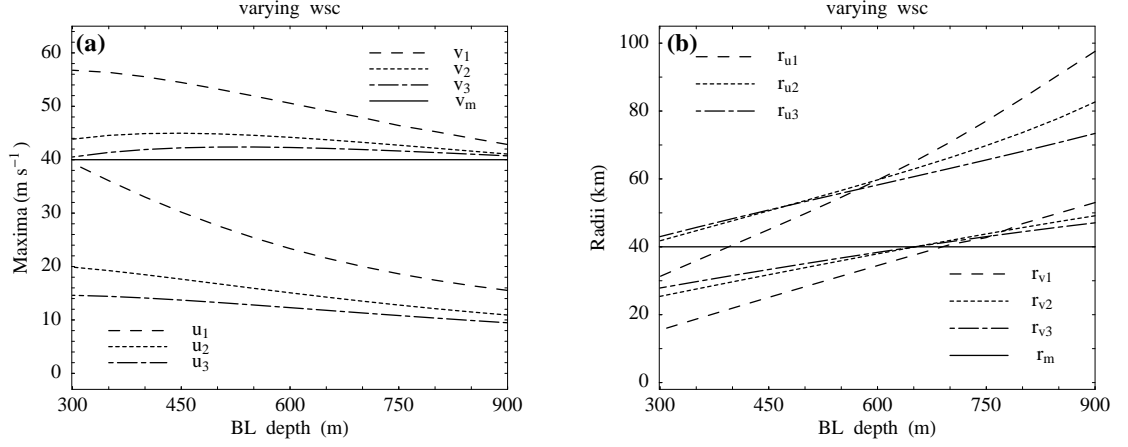 varying wsc
(a)
v1
v2
v3
vm
Maxima (m s−1)
60
50
40
30
20
10
0
u1
u2
u3
300 450 600 750 900
BL depth (m)
varying wsc
(b)
ru1
ru2
ru3
Radii (km)
100
80
60
40
20
0
rv1
rv2
rv3
rm
300 450 600 750 900
BL depth (m)